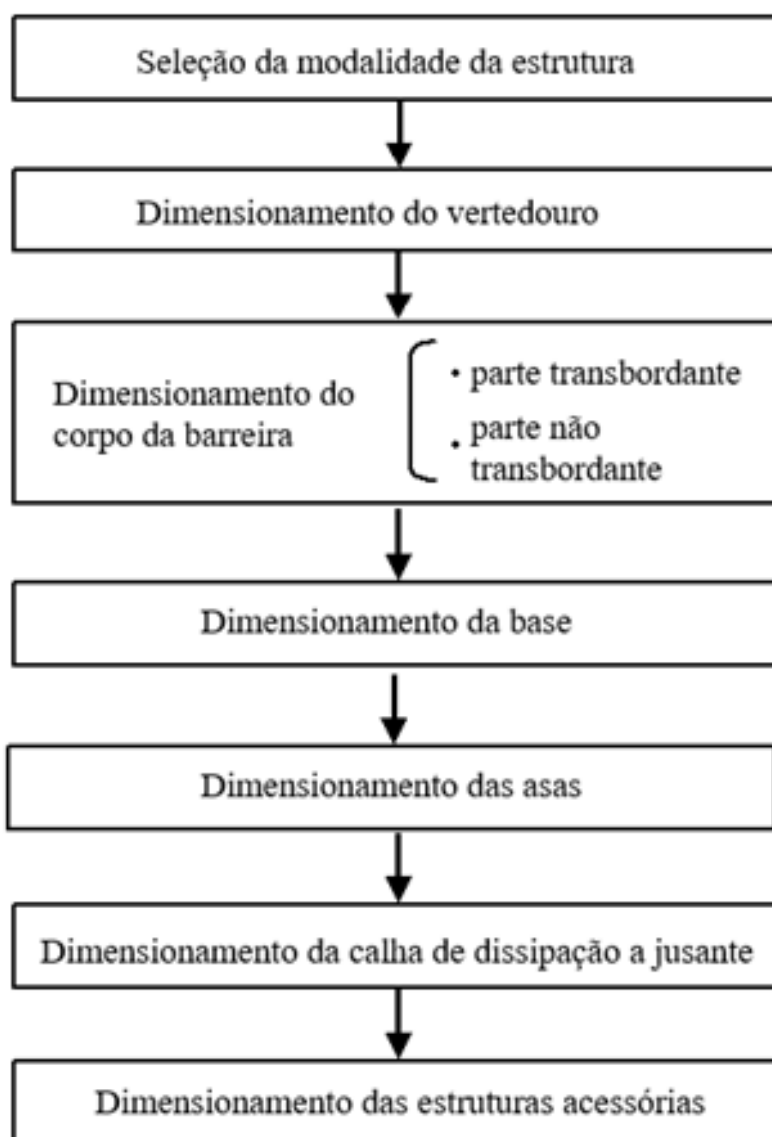 Seleção da modalidade da estrutura
Dimensionamento do vertedouro
Dimensionamento do
corpo da barreira
· parte transbordante
· parte não
transbordante
Dimensionamento da base
Dimensionamento das asas
Dimensionamento da calha de dissipação a jusante
Dimensionamento das estruturas acessórias